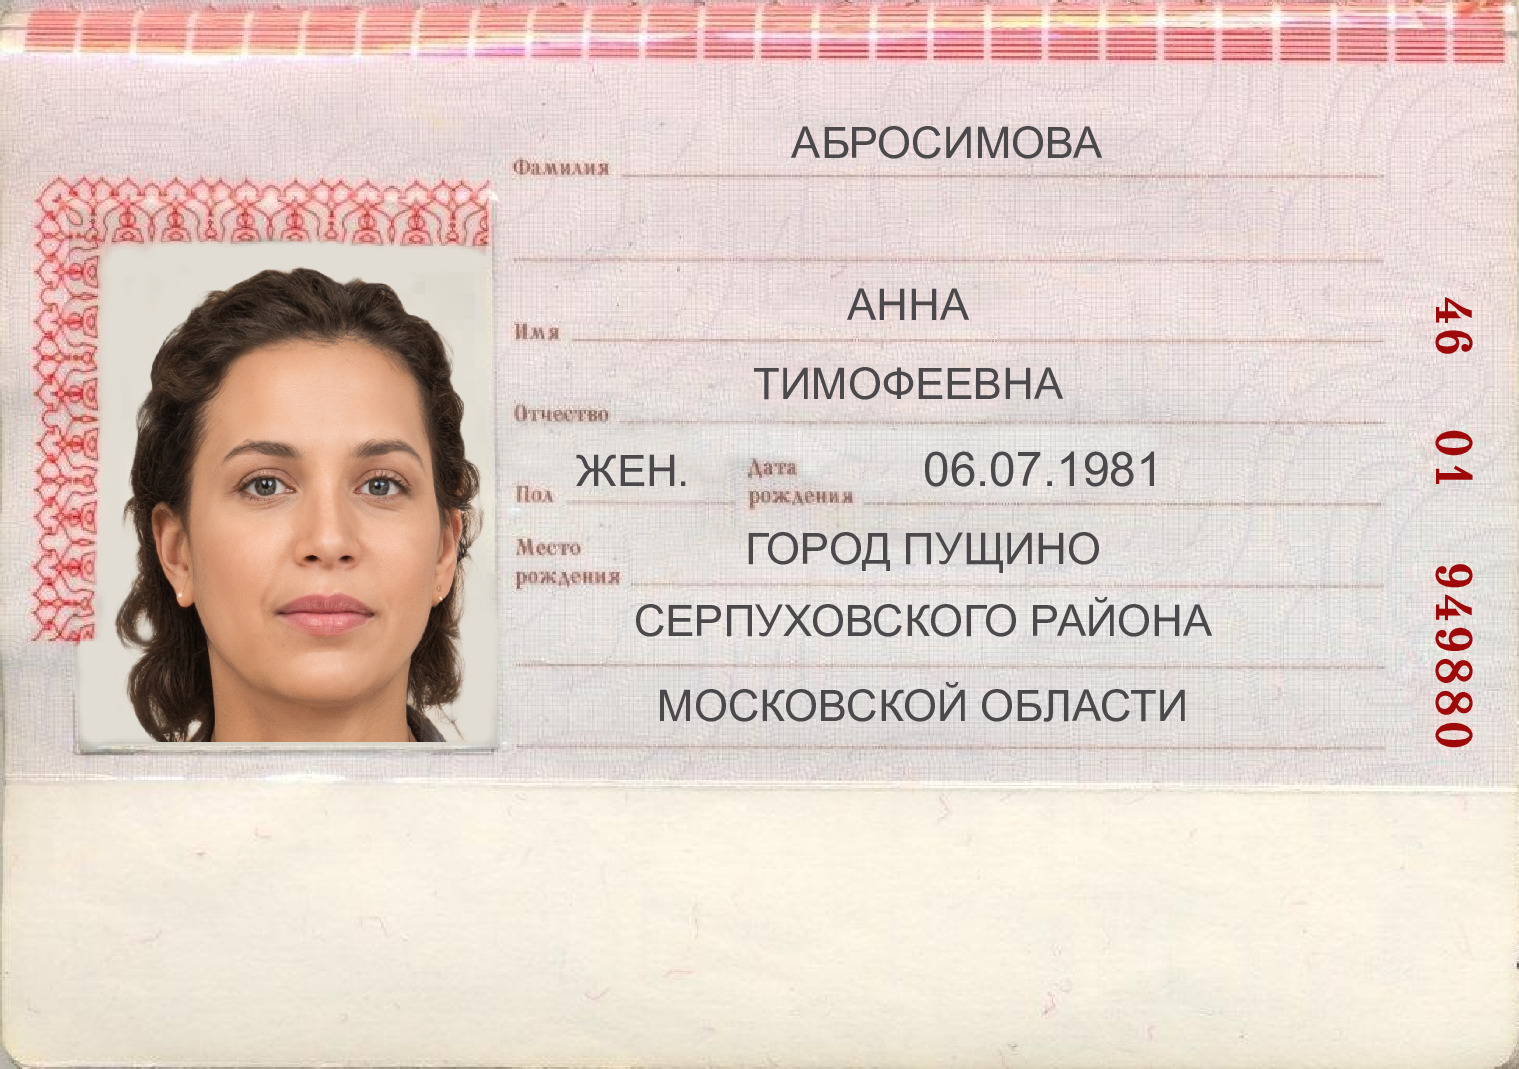 Фамилия АБРОСИМОВА
Имя АННА
Отчество ТИМОФЕЕВНА
Пол ЖЕН. Дата рождения 06.07.1981
Место рождения ГОРОД ПУЩИНО
СЕРПУХОВСКОГО РАЙОНА
МОСКОВСКОЙ ОБЛАСТИ
46 01 949880